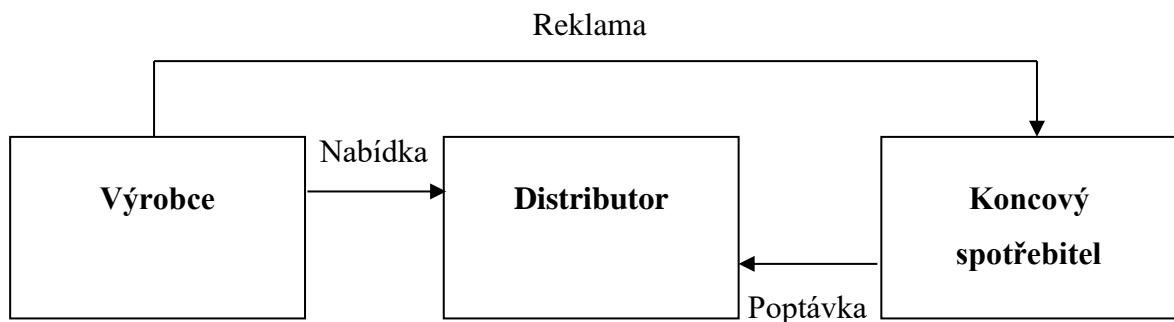 Reklama
Nabídka
Výrobce
Distributor
Koncový
spotřebitel
Poptávka